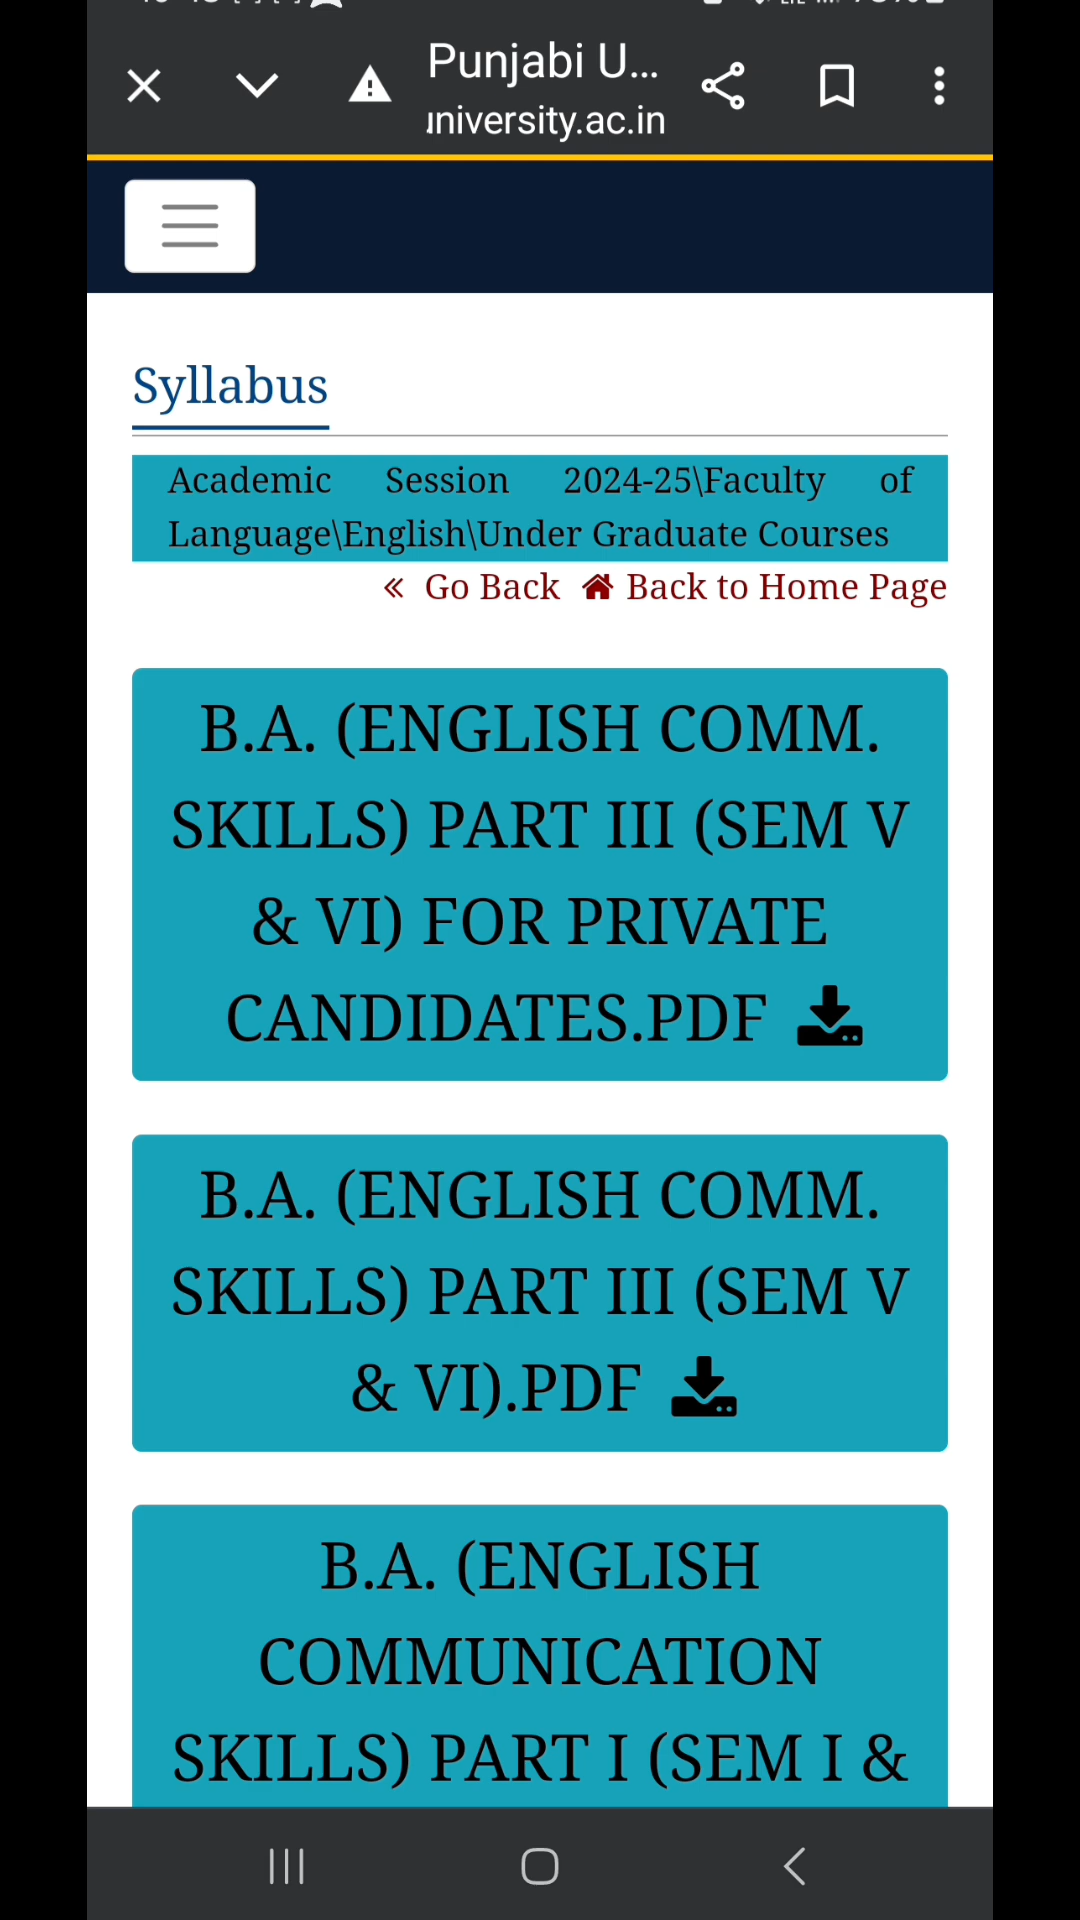 Punjabi U...
university.ac.in
Syllabus
Academic Session 2024-25\Faculty of
Language\English\Under Graduate Courses
« Go Back Back to Home Page
B.A. (ENGLISH COMM.
SKILLS) PART III (SEM V
& VI) FOR PRIVATE
CANDIDATES.PDF
B.A. (ENGLISH COMM.
SKILLS) PART III (SEM V
& VI).PDF
B.A. (ENGLISH
COMMUNICATION
SKILLS) PART I (SEM I &